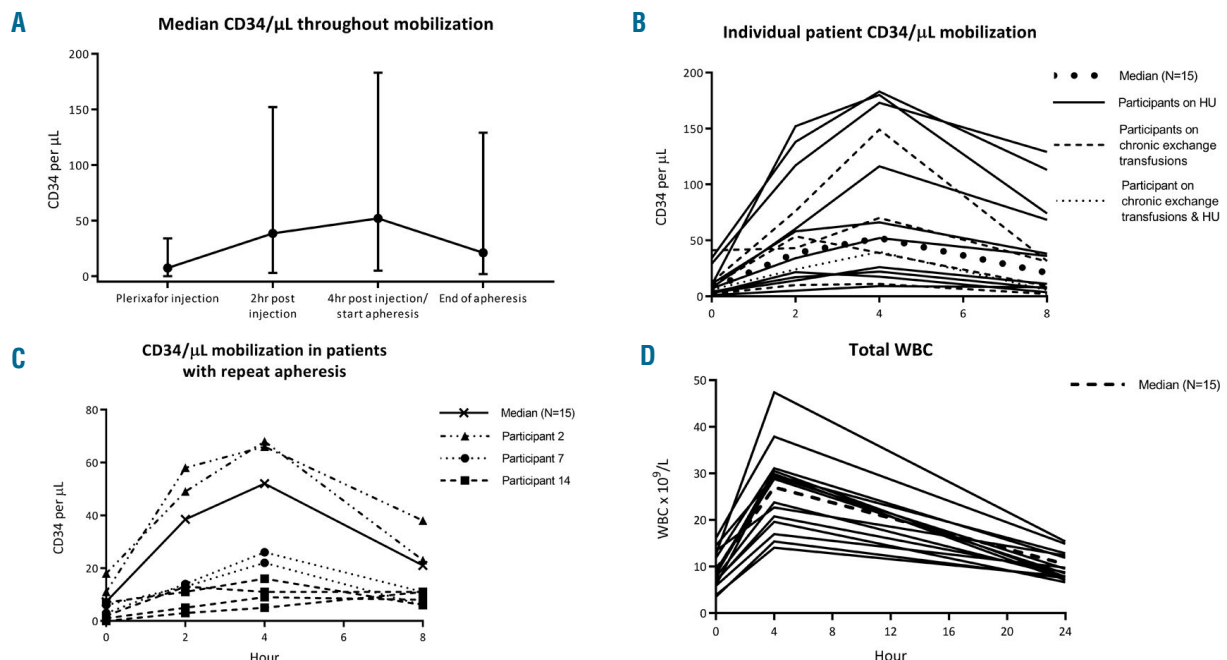 A
Median CD34/μL throughout mobilization
CD34 per μL
200
150
100
50
0
Plerixafor injection
2hr post
injection
4hr post injection/
start apheresis
End of apheresis
B
Individual patient CD34/μL mobilization
CD34 per μL
200
150
100
50
0
0 2 4 6 8
Median (N=15)
Participants on HU
Participants on
chronic exchange
transfusions
Participant on
chronic exchange
transfusions & HU
C
CD34/μL mobilization in patients
with repeat apheresis
CD34 per μL
80
60
40
20
0
0 2 4 6 8
Hour
Median (N=15)
Participant 2
Participant 7
Participant 14
D
Total WBC
WBC x 10⁹/L
50
40
30
20
10
0
0 4 8 12 16 20 24
Hour
Median (N=15)